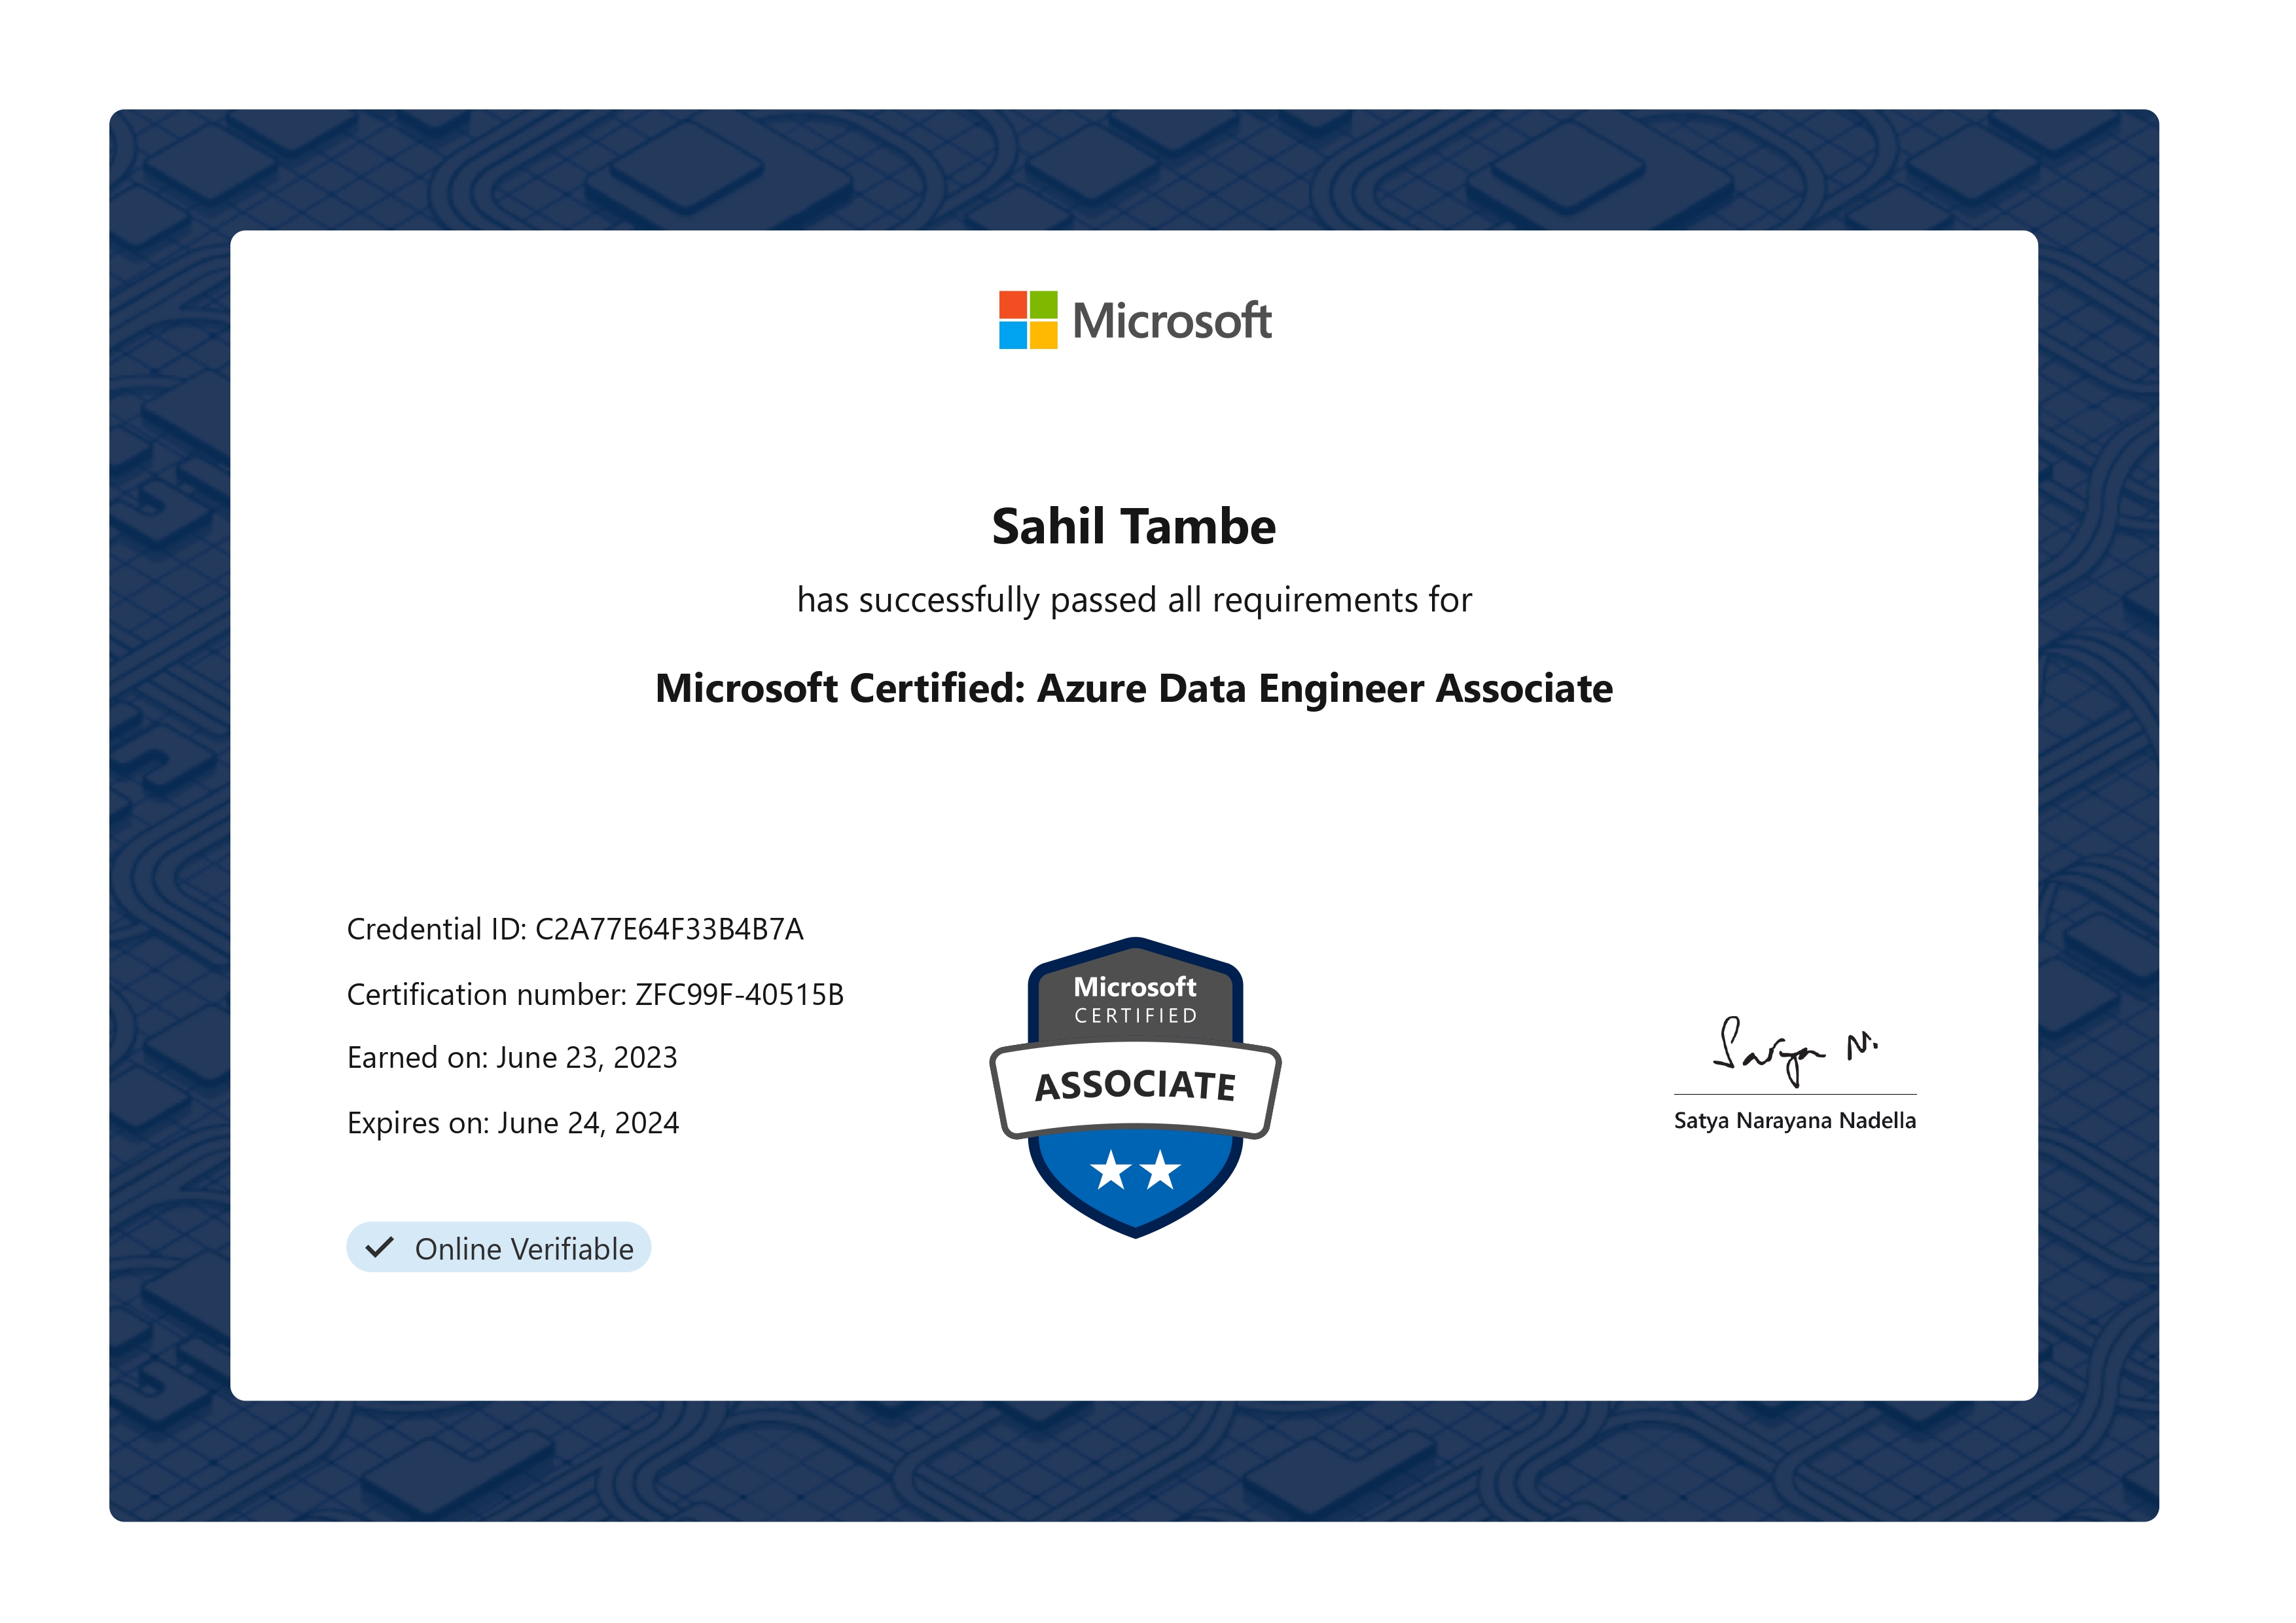 Microsoft
Sahil Tambe
has successfully passed all requirements for
Microsoft Certified: Azure Data Engineer Associate
Credential ID: C2A77E64F33B4B7A
Certification number: ZFC99F-40515B
Earned on: June 23, 2023
Expires on: June 24, 2024
Online Verifiable
Microsoft
CERTIFIED
ASSOCIATE
Satya N.
Satya Narayana Nadella